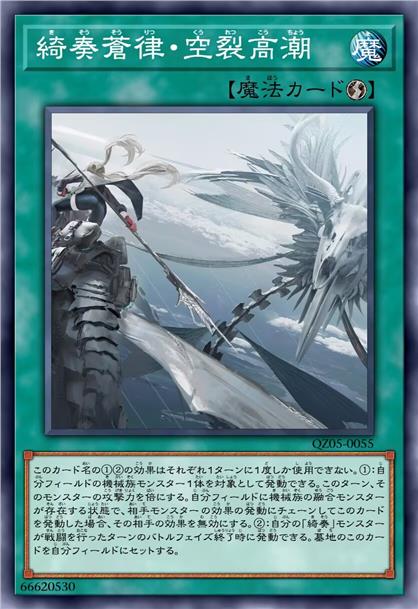 綺奏蒼律・空裂高潮
魔
【魔法カード】
QZ05-0055
このカード名の①②の効果はそれぞれ1ターンに1度しか使用できない。①:自
分フィールドの機械族モンスター1体を対象として発動できる。このターン、そ
のモンスターの攻撃力を倍にする。自分フィールドに機械族の融合モンスター
が存在する状態で、相手モンスターの効果の発動にチェーンしてこのカード
を発動した場合、その相手の効果を無効にする。②:自分の「綺奏」モンスター
が戦闘を行ったターンのバトルフェイズ終了時に発動できる。墓地のこのカー
ドを自分フィールドにセットする。
66620530